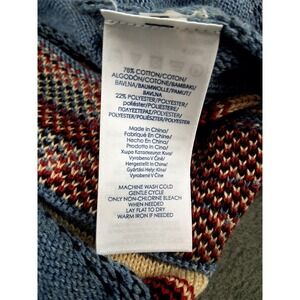 78% COTTON/COTON/
ALGODÓN/COTONE/BAMBAKI/
BAVLNA/BAUMWOLLE/PAMUT/
BAVLNA
22% POLYESTER/POLYESTER/
poliéster/POLIESTERE/
ΠΟΛΥΕΣΤΕΡΑΣ/POLYESTER/
POLYESTER/POLIÉSZTER/POLYESTER
Made in China/
Fabriqué En Chine/
Hecho En China/
Prodotto in Cina/
Vyrobeno V Číně/
Hergestellt in China/
Gyártási Hely: Kína/
Vyrobené V Číne
MACHINE WASH COLD
GENTLE CYCLE
ONLY NON-CHLORINE BLEACH
WHEN NEEDED
LAY FLAT TO DRY
WARM IRON IF NEEDED